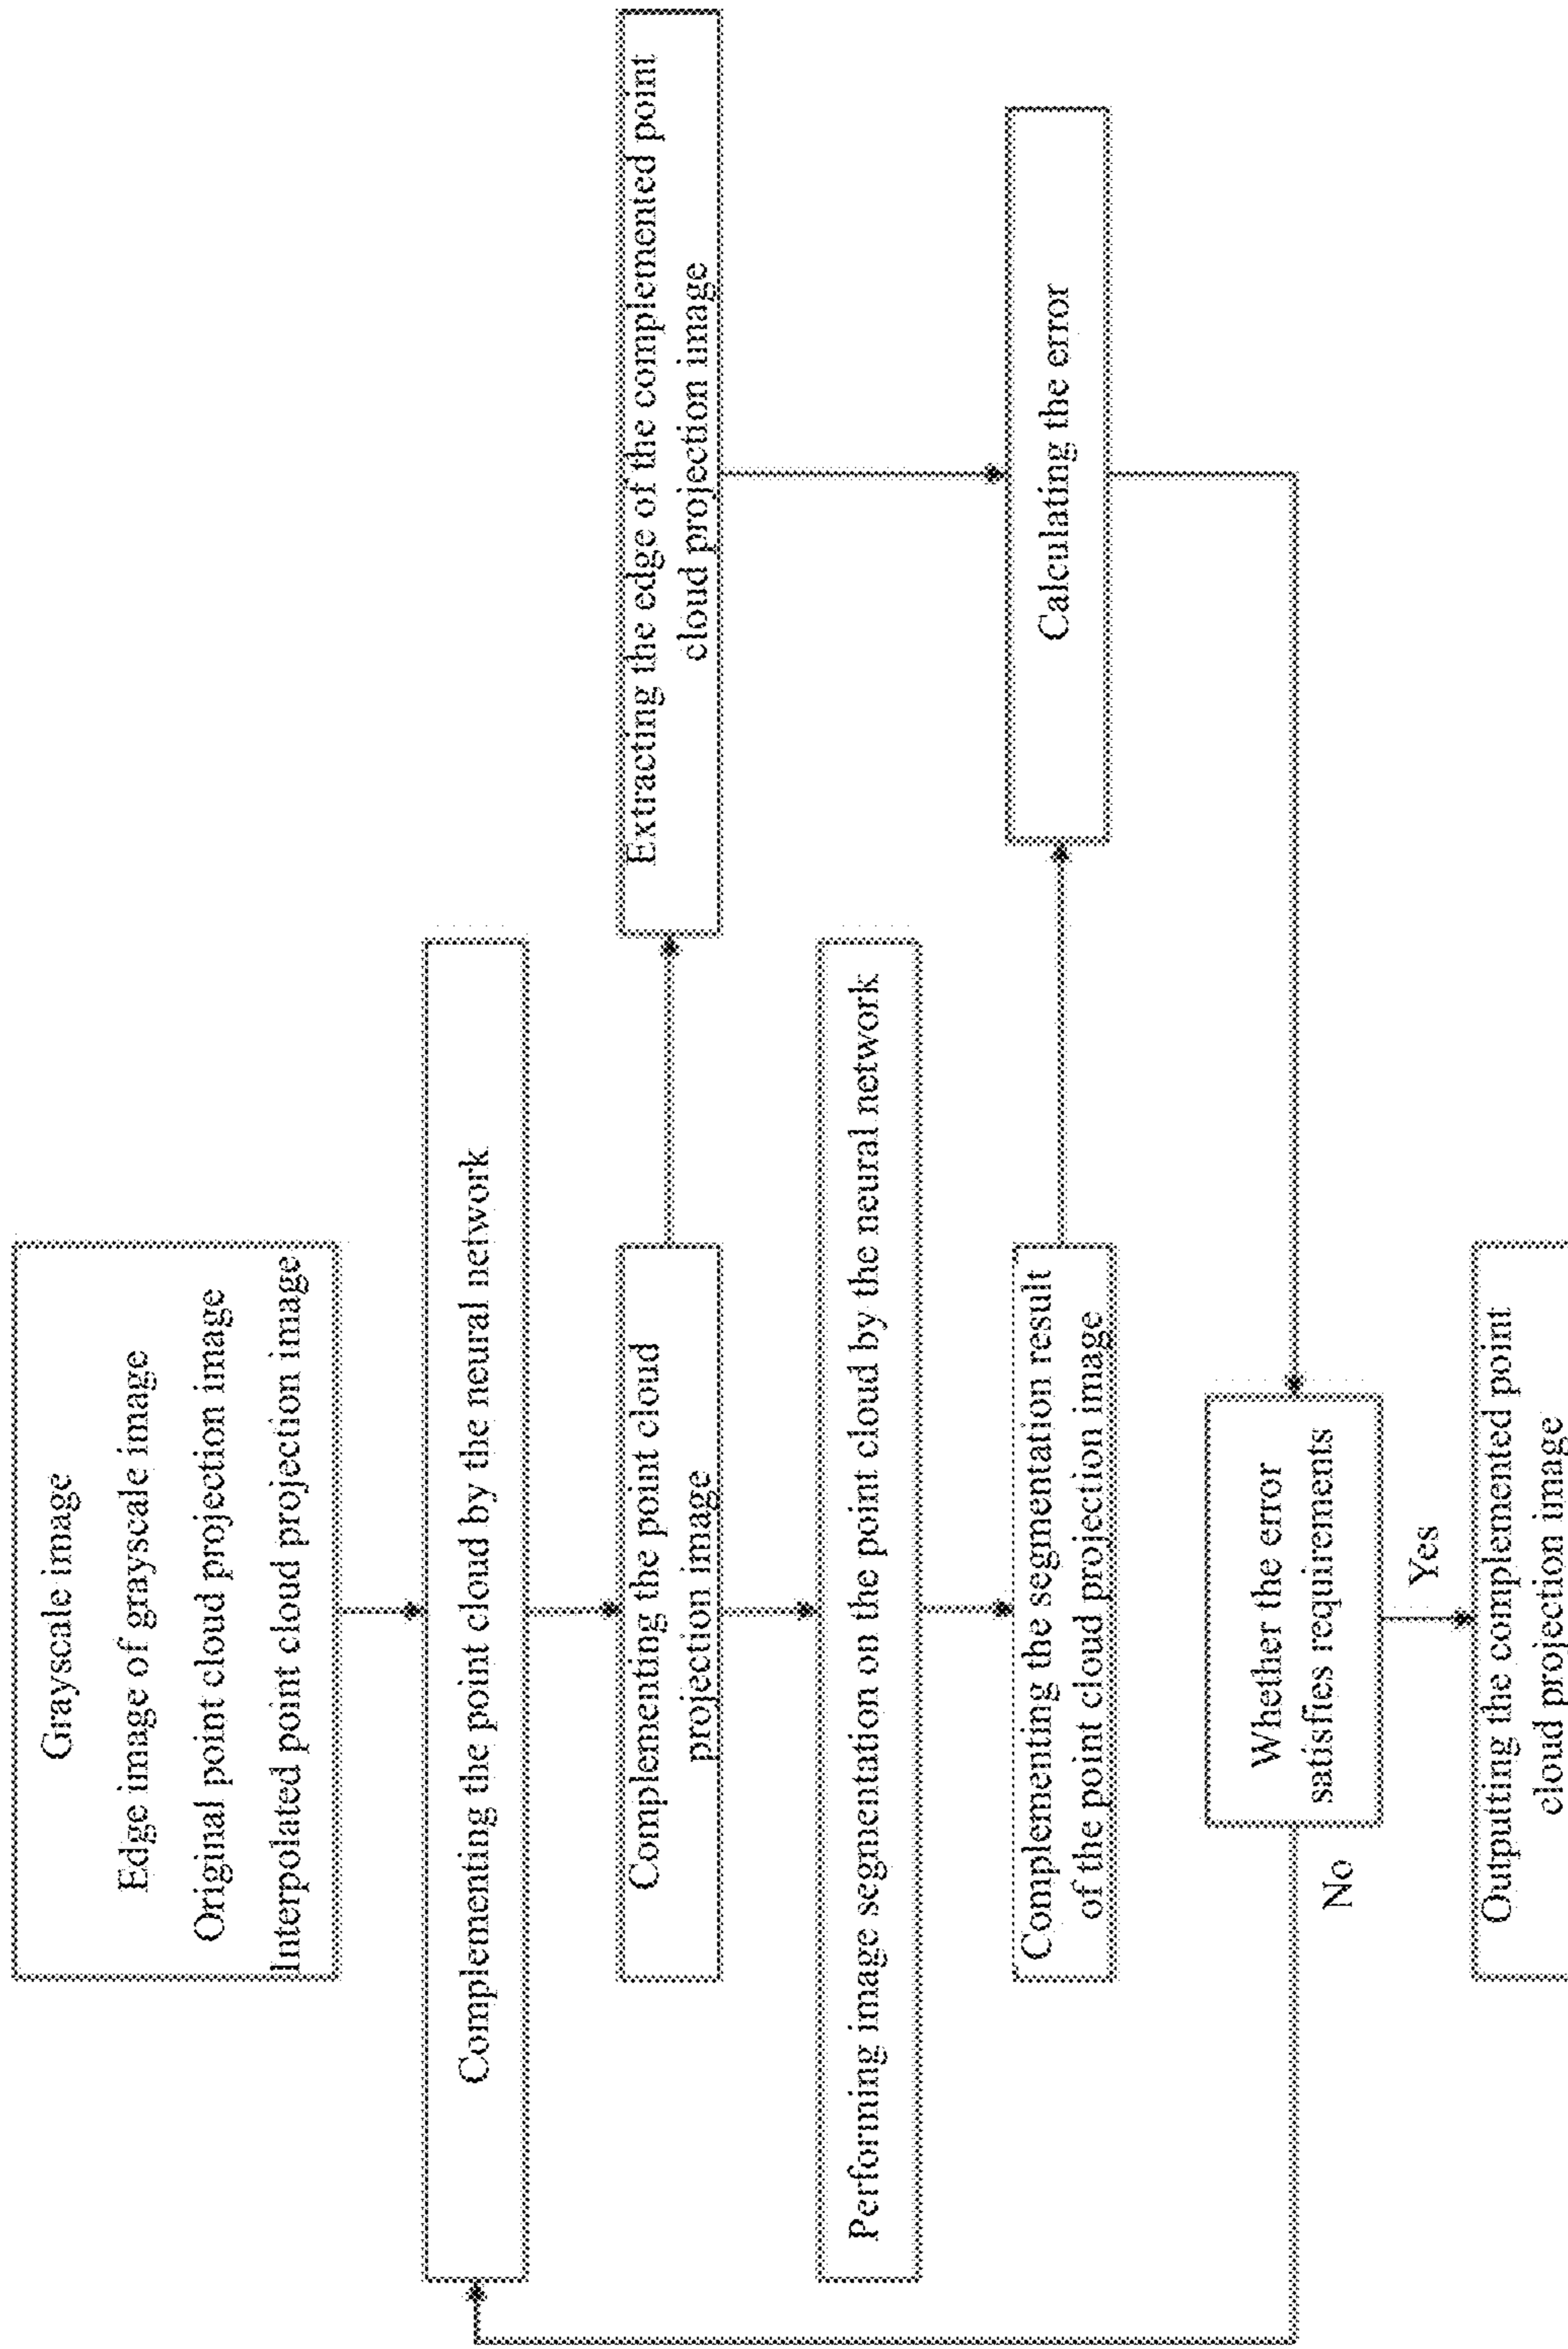 Grayscale image
Edge image of grayscale image
Original point cloud projection image
Interpolated point cloud projection image
Complementing the point cloud by the neural network
Complementing the point cloud
projection image
Extracting the edge of the complemented point
cloud projection image
Performing image segmentation on the point cloud by the neural network
Complementing the segmentation result
of the point cloud projection image
Calculating the error
Whether the error
satisfies requirements
No
Yes
Outputting the complemented point
cloud projection image